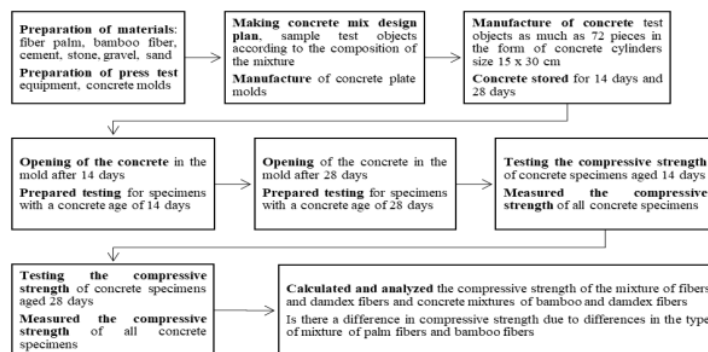 Preparation of materials:
fiber palm, bamboo fiber,
cement, stone, gravel, sand
Preparation of press test
equipment, concrete molds
Making concrete mix design
plan, sample test objects
according to the composition of
the mixture
Manufacture of concrete plate
molds
Manufacture of concrete test
objects as much as 72 pieces in
the form of concrete cylinders
size 15 x 30 cm
Concrete stored for 14 days and
28 days
Opening of the concrete in the
mold after 14 days
Prepared testing for specimens
with a concrete age of 14 days
Opening of the concrete in the
mold after 28 days
Prepared testing for specimens
with a concrete age of 28 days
Testing the compressive strength
of concrete specimens aged 14 days
Measured the compressive
strength of all concrete specimens
Testing the compressive
strength of concrete specimens
aged 28 days
Measured the compressive
strength of all concrete
specimens
Calculated and analyzed the compressive strength of the mixture of fibers
and damdex fibers and concrete mixtures of bamboo and damdex fibers
Is there a difference in compressive strength due to differences in the type
of mixture of palm fibers and bamboo fibers